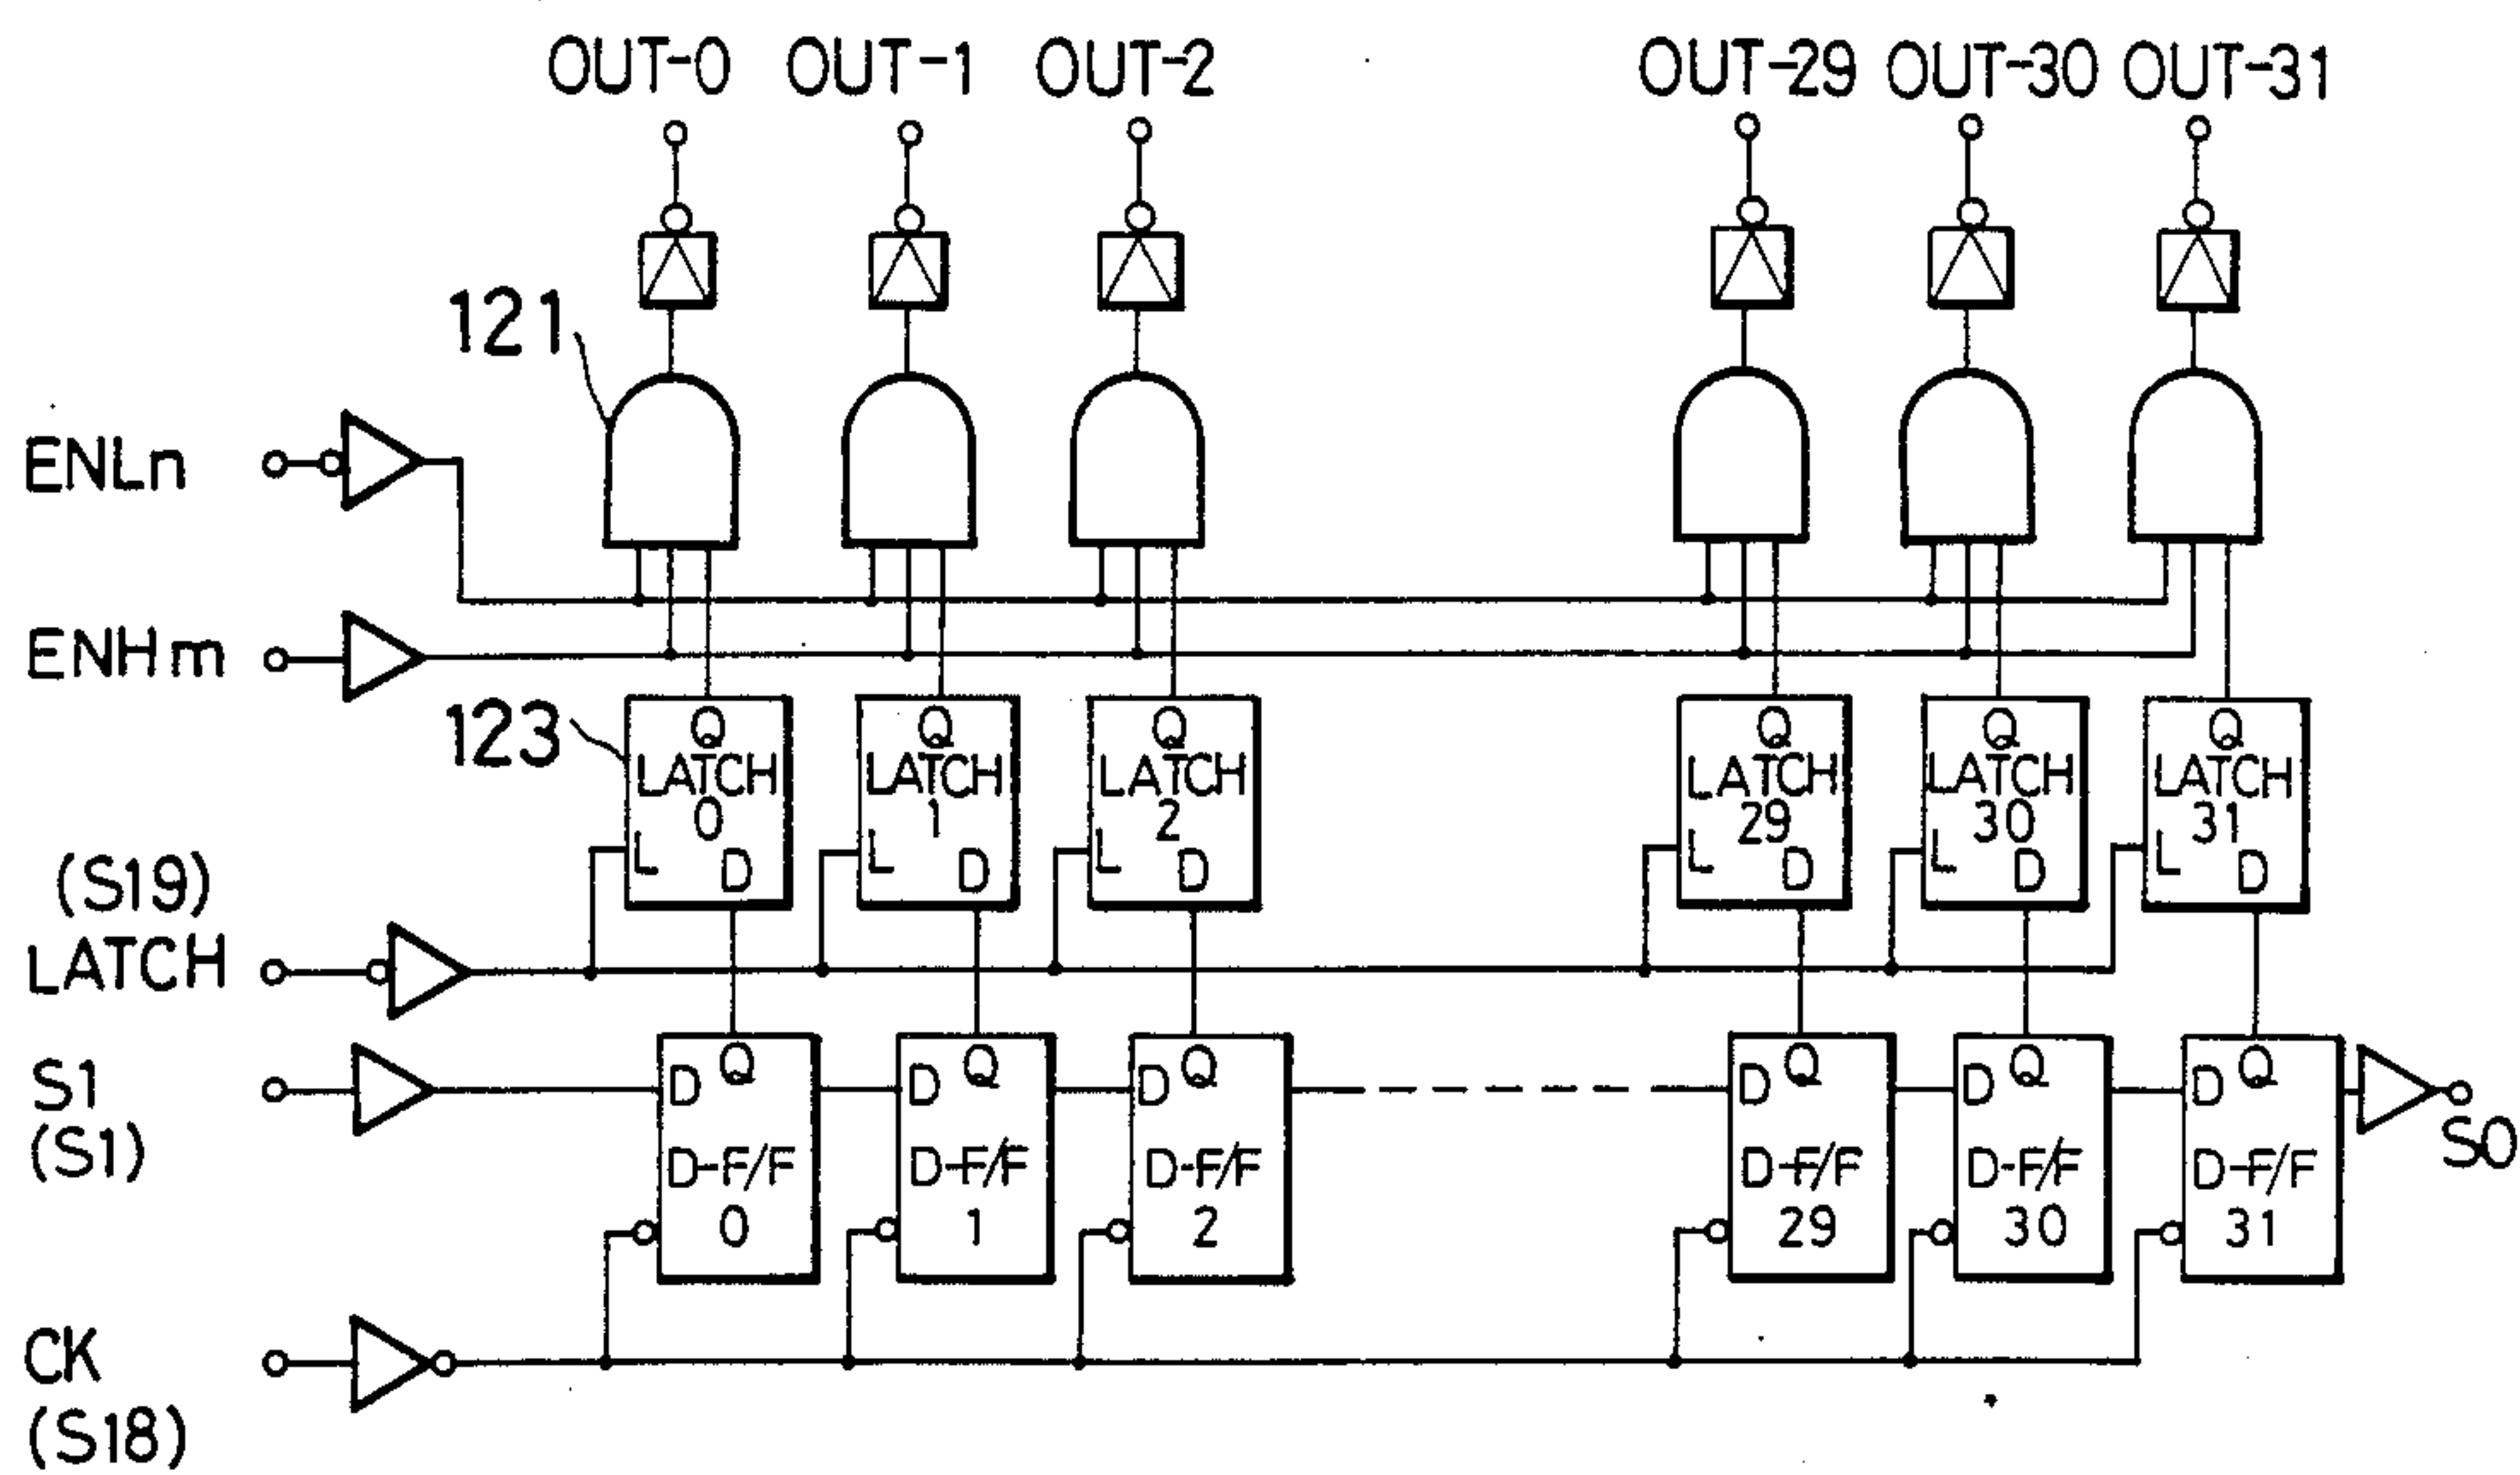 OUT-0 OUT-1 OUT-2 OUT-29 OUT-30 OUT-31
121
ENLn
ENHm
123
Q Q Q Q Q Q
LATCH LATCH LATCH LATCH LATCH LATCH
0 1 2 29 30 31
L D L D L D L D L D L D
(S19)
LATCH
S1
(S1)
D Q D Q D Q D Q D Q D Q
SO
D-F/F D-F/F D-F/F D-F/F D-F/F D-F/F
0 1 2 29 30 31
CK
(S18)